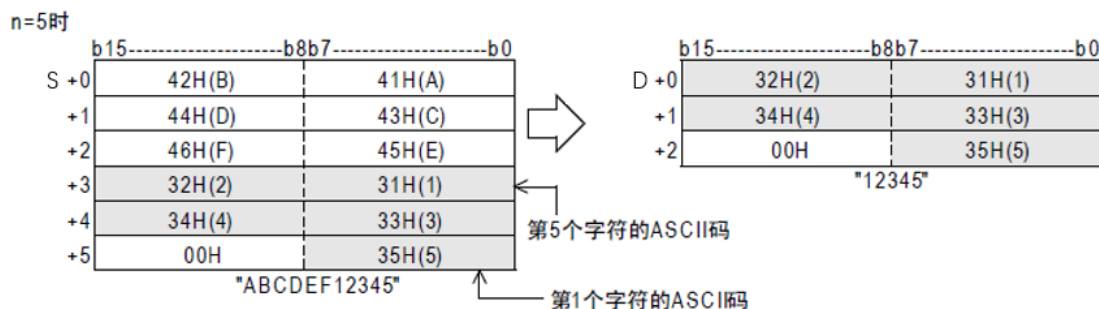 n=5时
b15 b8b7 b0 b15 b8b7 b0
S +0 42H(B) 41H(A) D +0 32H(2) 31H(1)
+1 44H(D) 43H(C) +1 34H(4) 33H(3)
+2 46H(F) 45H(E) +2 00H 35H(5)
+3 32H(2) 31H(1) "12345"
+4 34H(4) 33H(3) 第5个字符的ASCII码
+5 00H 35H(5)
"ABCDEF12345" 第1个字符的ASCI码